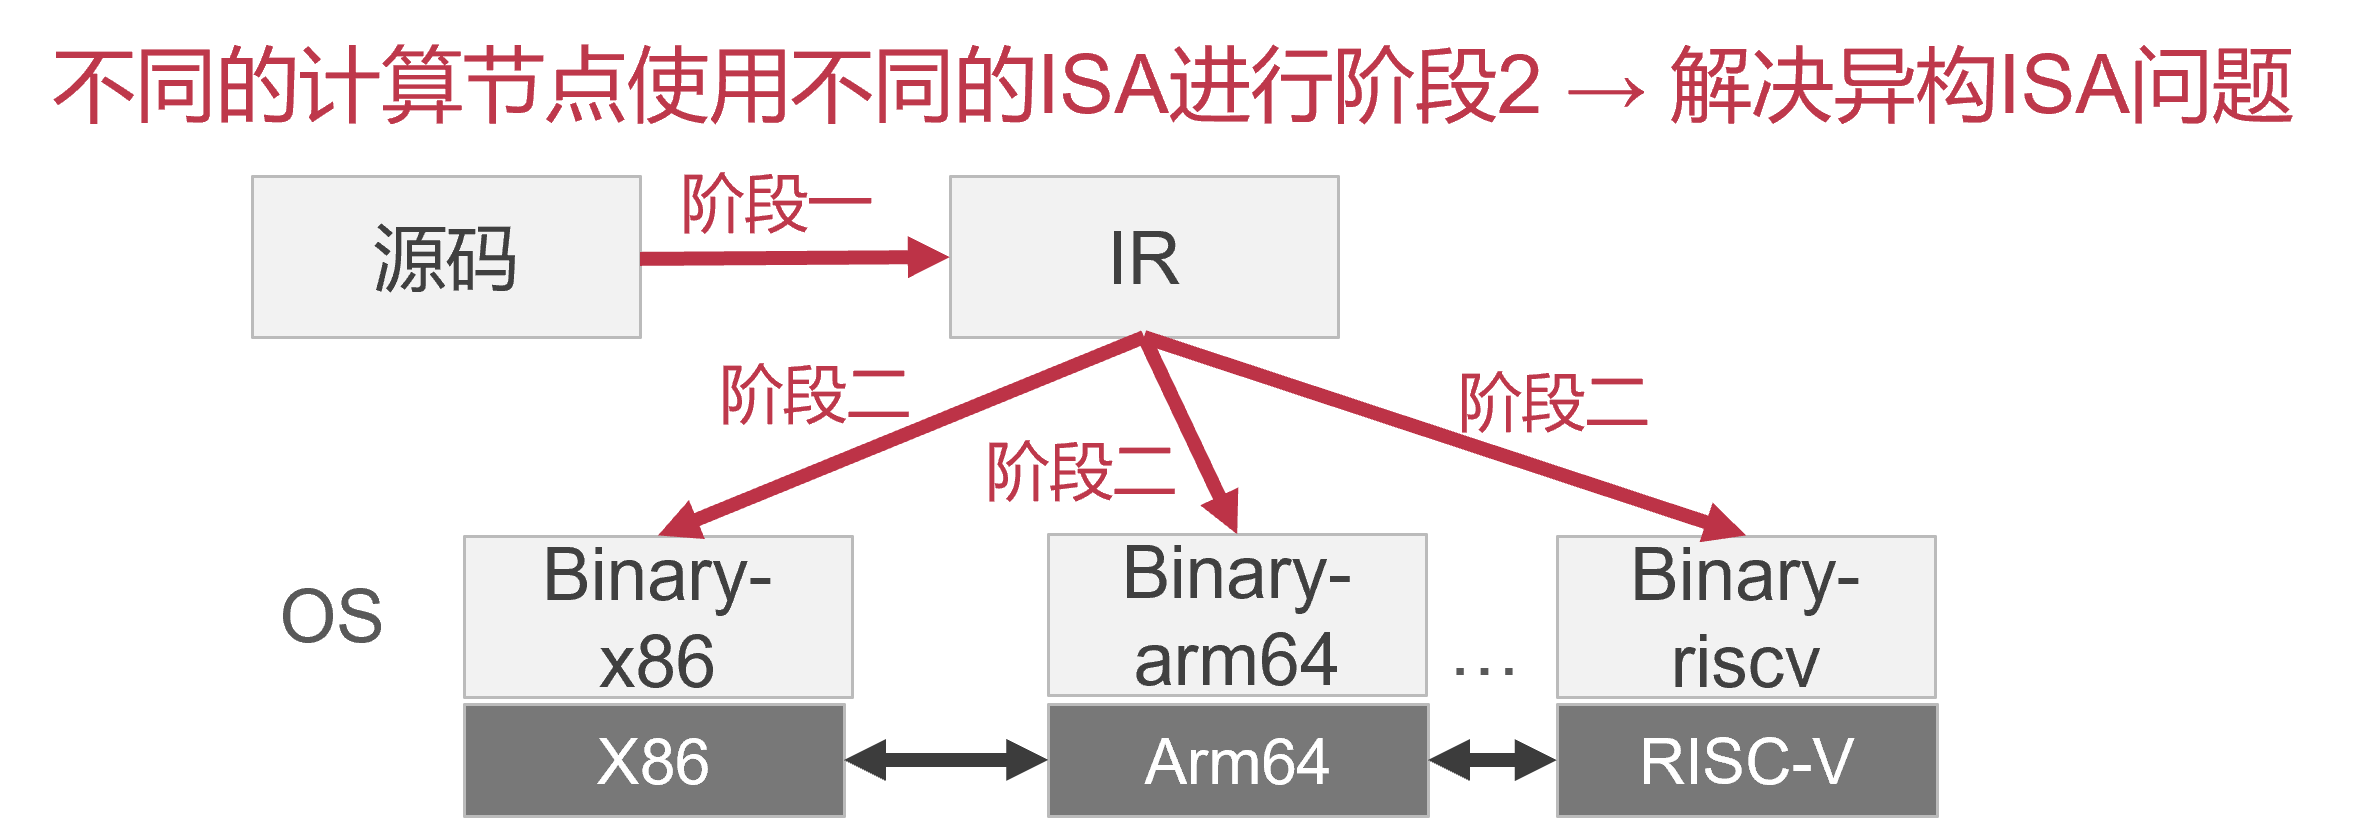 不同的计算节点使用不同的ISA进行阶段2 → 解决异构ISA问题
阶段一
源码
IR
阶段二
阶段二
阶段二
OS
Binary-
x86
Binary-
arm64
…
Binary-
riscv
X86
Arm64
RISC-V